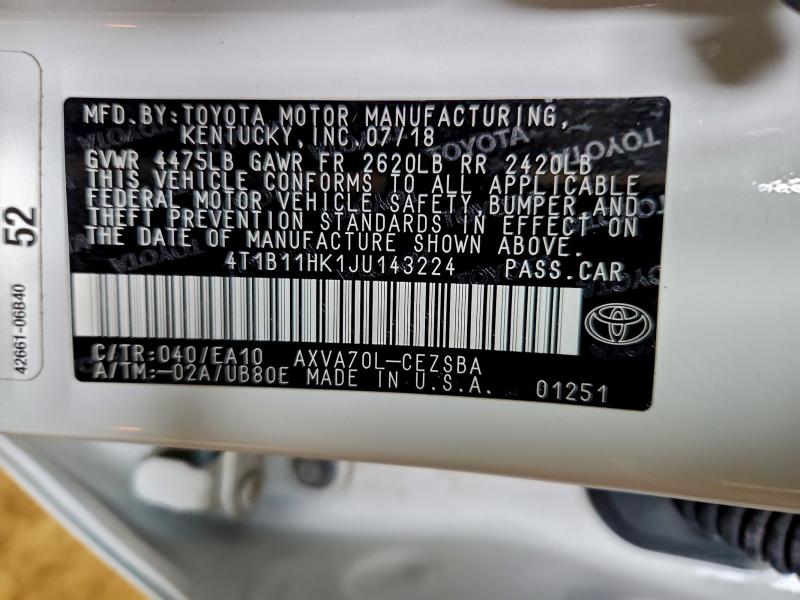 MFD.BY:TOYOTA MOTOR MANUFACTURING,
KENTUCKY,INC. 07/18
GVWR 4475LB GAWR FR 2620LB RR 2420LB
THIS VEHICLE CONFORMS TO ALL APPLICABLE
FEDERAL MOTOR VEHICLE SAFETY,BUMPER,AND
THEFT PREVENTION STANDARDS IN EFFECT ON
THE DATE OF MANUFACTURE SHOWN ABOVE.
4T1B11HK1JU143224 PASS.CAR
C/TR:040/EA10 AXVA70L-CEZSBA
A/TM:-02A/UB80E MADE IN U.S.A. 01251
52
42661-06B40
TOYOTA
TOYOTA